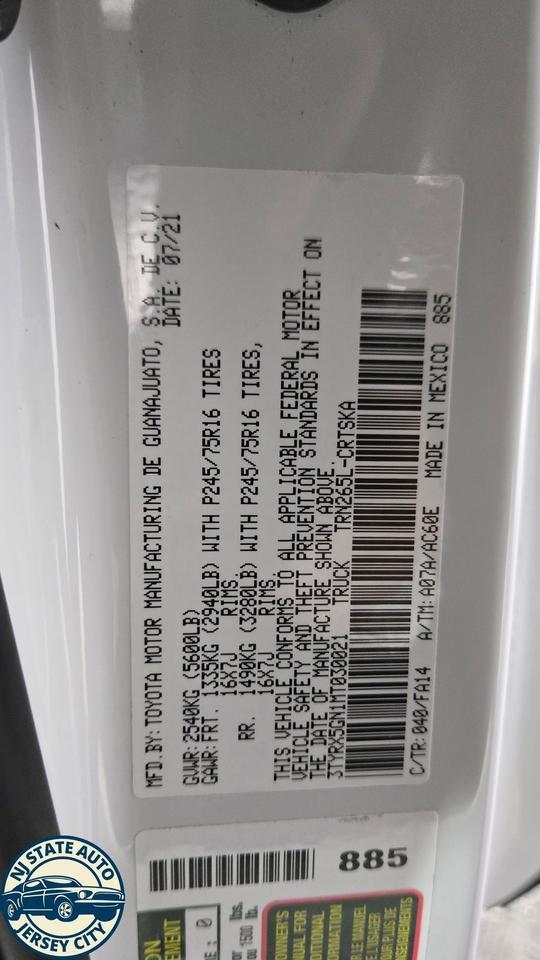 MFD.BY: TOYOTA MOTOR MANUFACTURING DE GUANAJUATO, S.A. DE C.V.
DATE: 07/21
GVWR: 2540KG (5600LB)
GAWR: FRT. 1335KG (2940LB) WITH P245/75R16 TIRES
16X7J RIMS.
RR. 1490KG (3280LB) WITH P245/75R16 TIRES,
16X7J RIMS.
THIS VEHICLE CONFORMS TO ALL APPLICABLE FEDERAL MOTOR
VEHICLE SAFETY AND THEFT PREVENTION STANDARDS IN EFFECT ON
THE DATE OF MANUFACTURE SHOWN ABOVE.
3TYRX5GN1MT030021 TRUCK TRN265L-CRTSKA
C/TR: 040/FA14 A/TM: A07A/AC60E MADE IN MEXICO 885
885
: 0
1500 lbs.
lb.
NJ STATE AUTO
JERSEY CITY